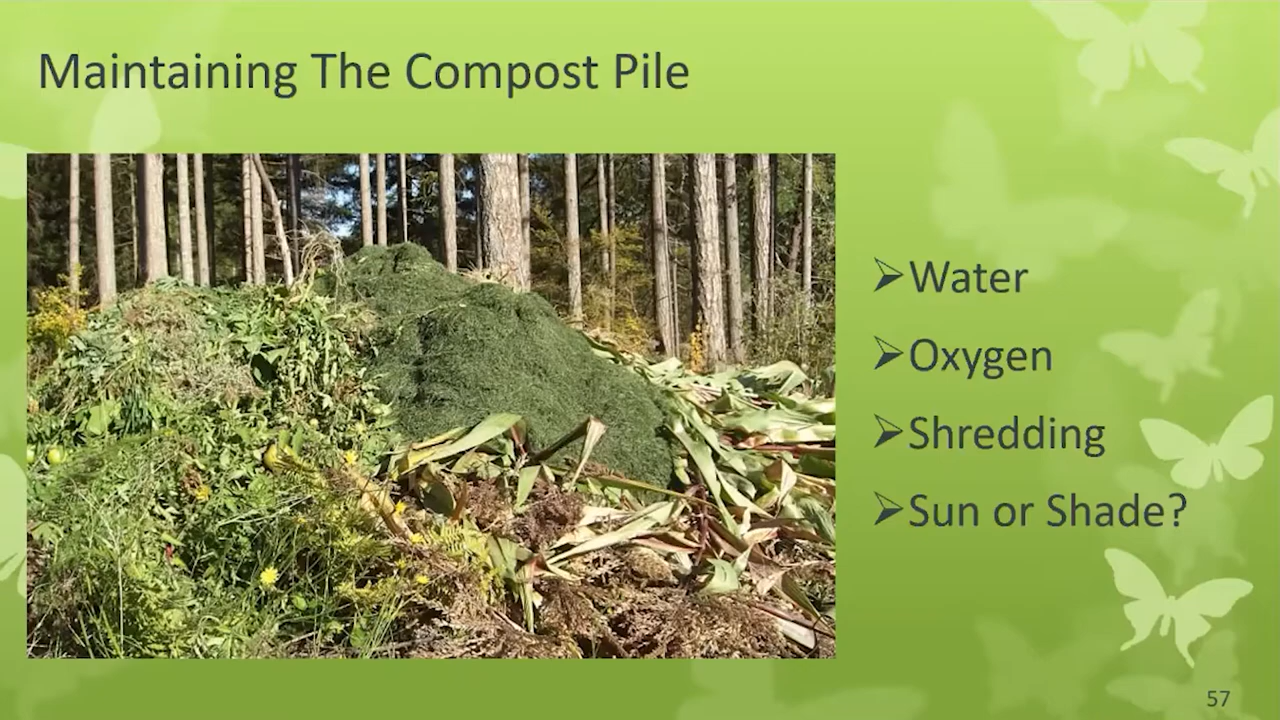 Maintaining The Compost Pile
Water
Oxygen
Shredding
Sun or Shade?
57